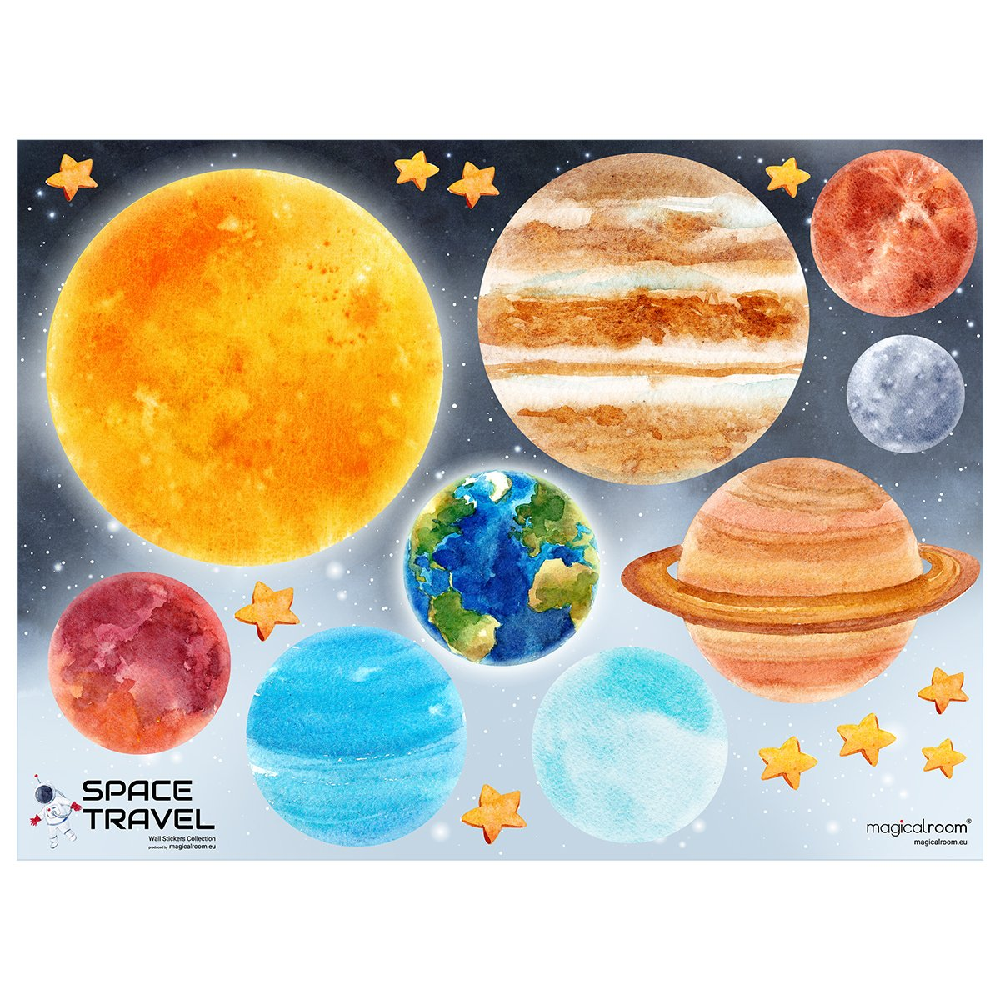 SPACE
TRAVEL
Wall Stickers Collection
produced by magicalroom.eu
magicalroom®
magicalroom.eu